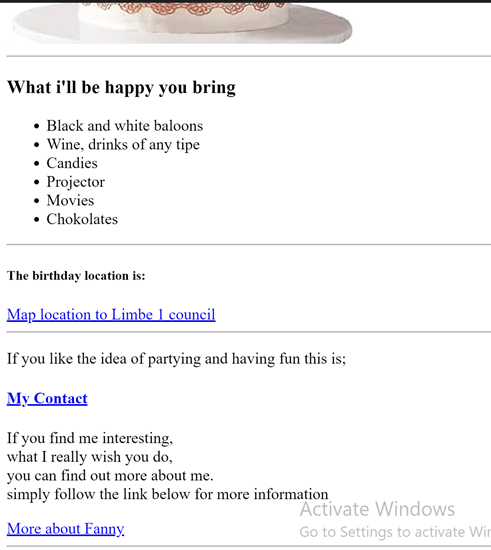 What i'll be happy you bring
Black and white baloons
Wine, drinks of any tipe
Candies
Projector
Movies
Chokolates
The birthday location is:
Map location to Limbe 1 council
If you like the idea of partying and having fun this is;
My Contact
If you find me interesting,
what I really wish you do,
you can find out more about me.
simply follow the link below for more information
Activate Windows
Go to Settings to activate
More about Fanny